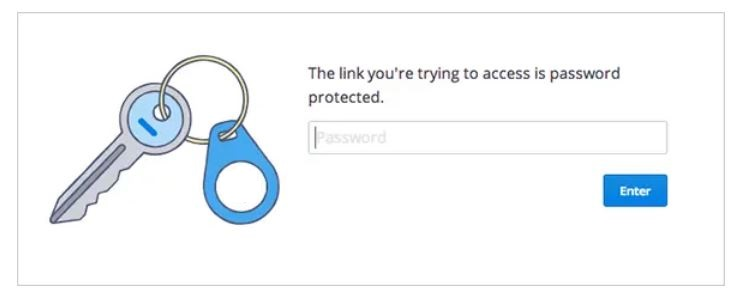 The link you're trying to access is password
protected.
Password
Enter